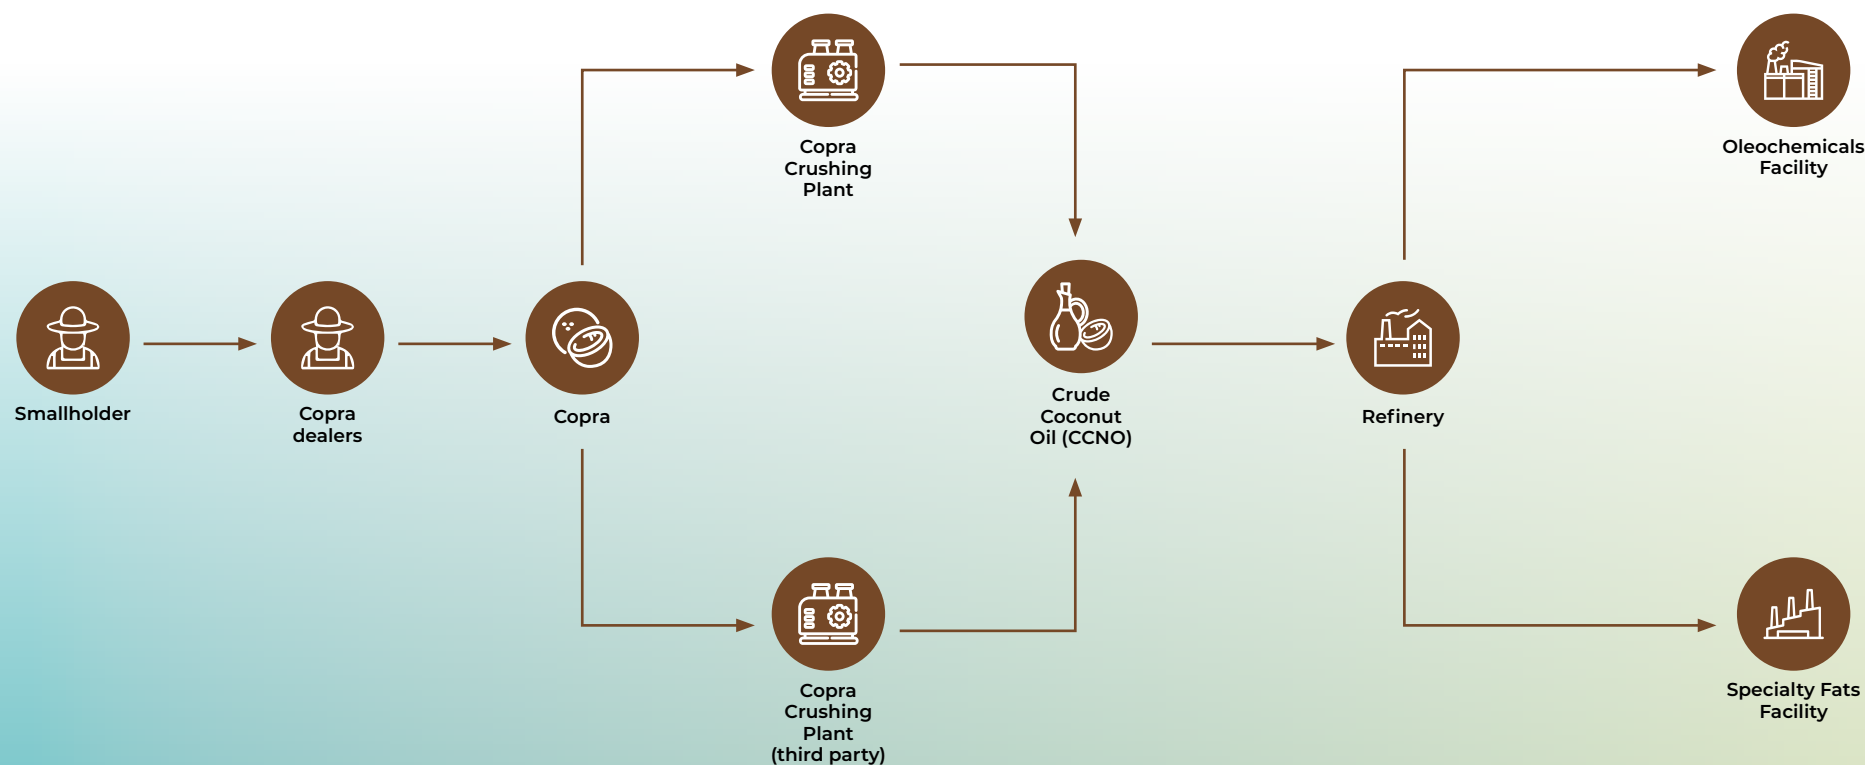 Smallholder
Copra
dealers
Copra
Copra
Crushing
Plant
Copra
Crushing
Plant
(third party)
Crude
Coconut
Oil (CCNO)
Refinery
Oleochemicals
Facility
Specialty Fats
Facility